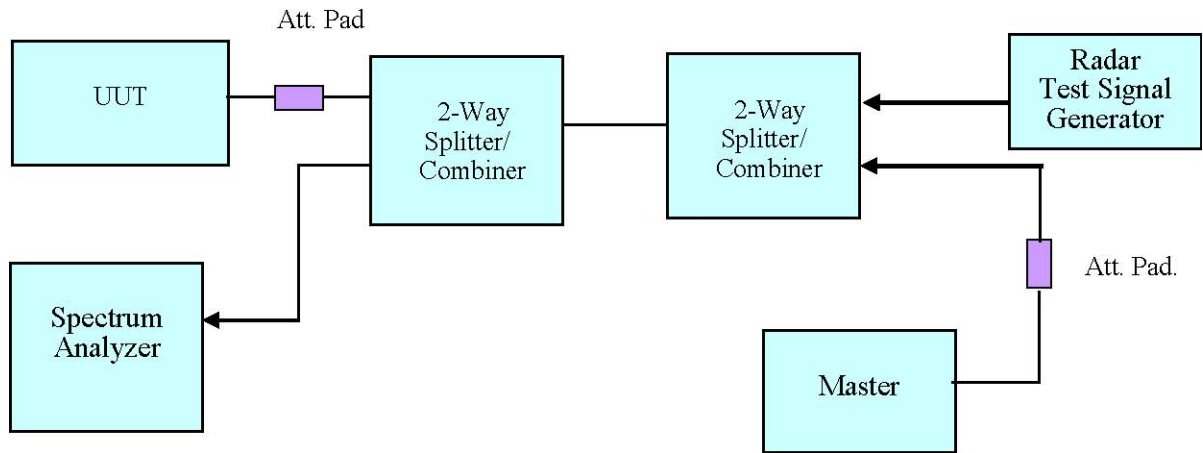 Att. Pad
UUT
2-Way
Splitter/
Combiner
2-Way
Splitter/
Combiner
Radar
Test Signal
Generator
Spectrum
Analyzer
Att. Pad.
Master